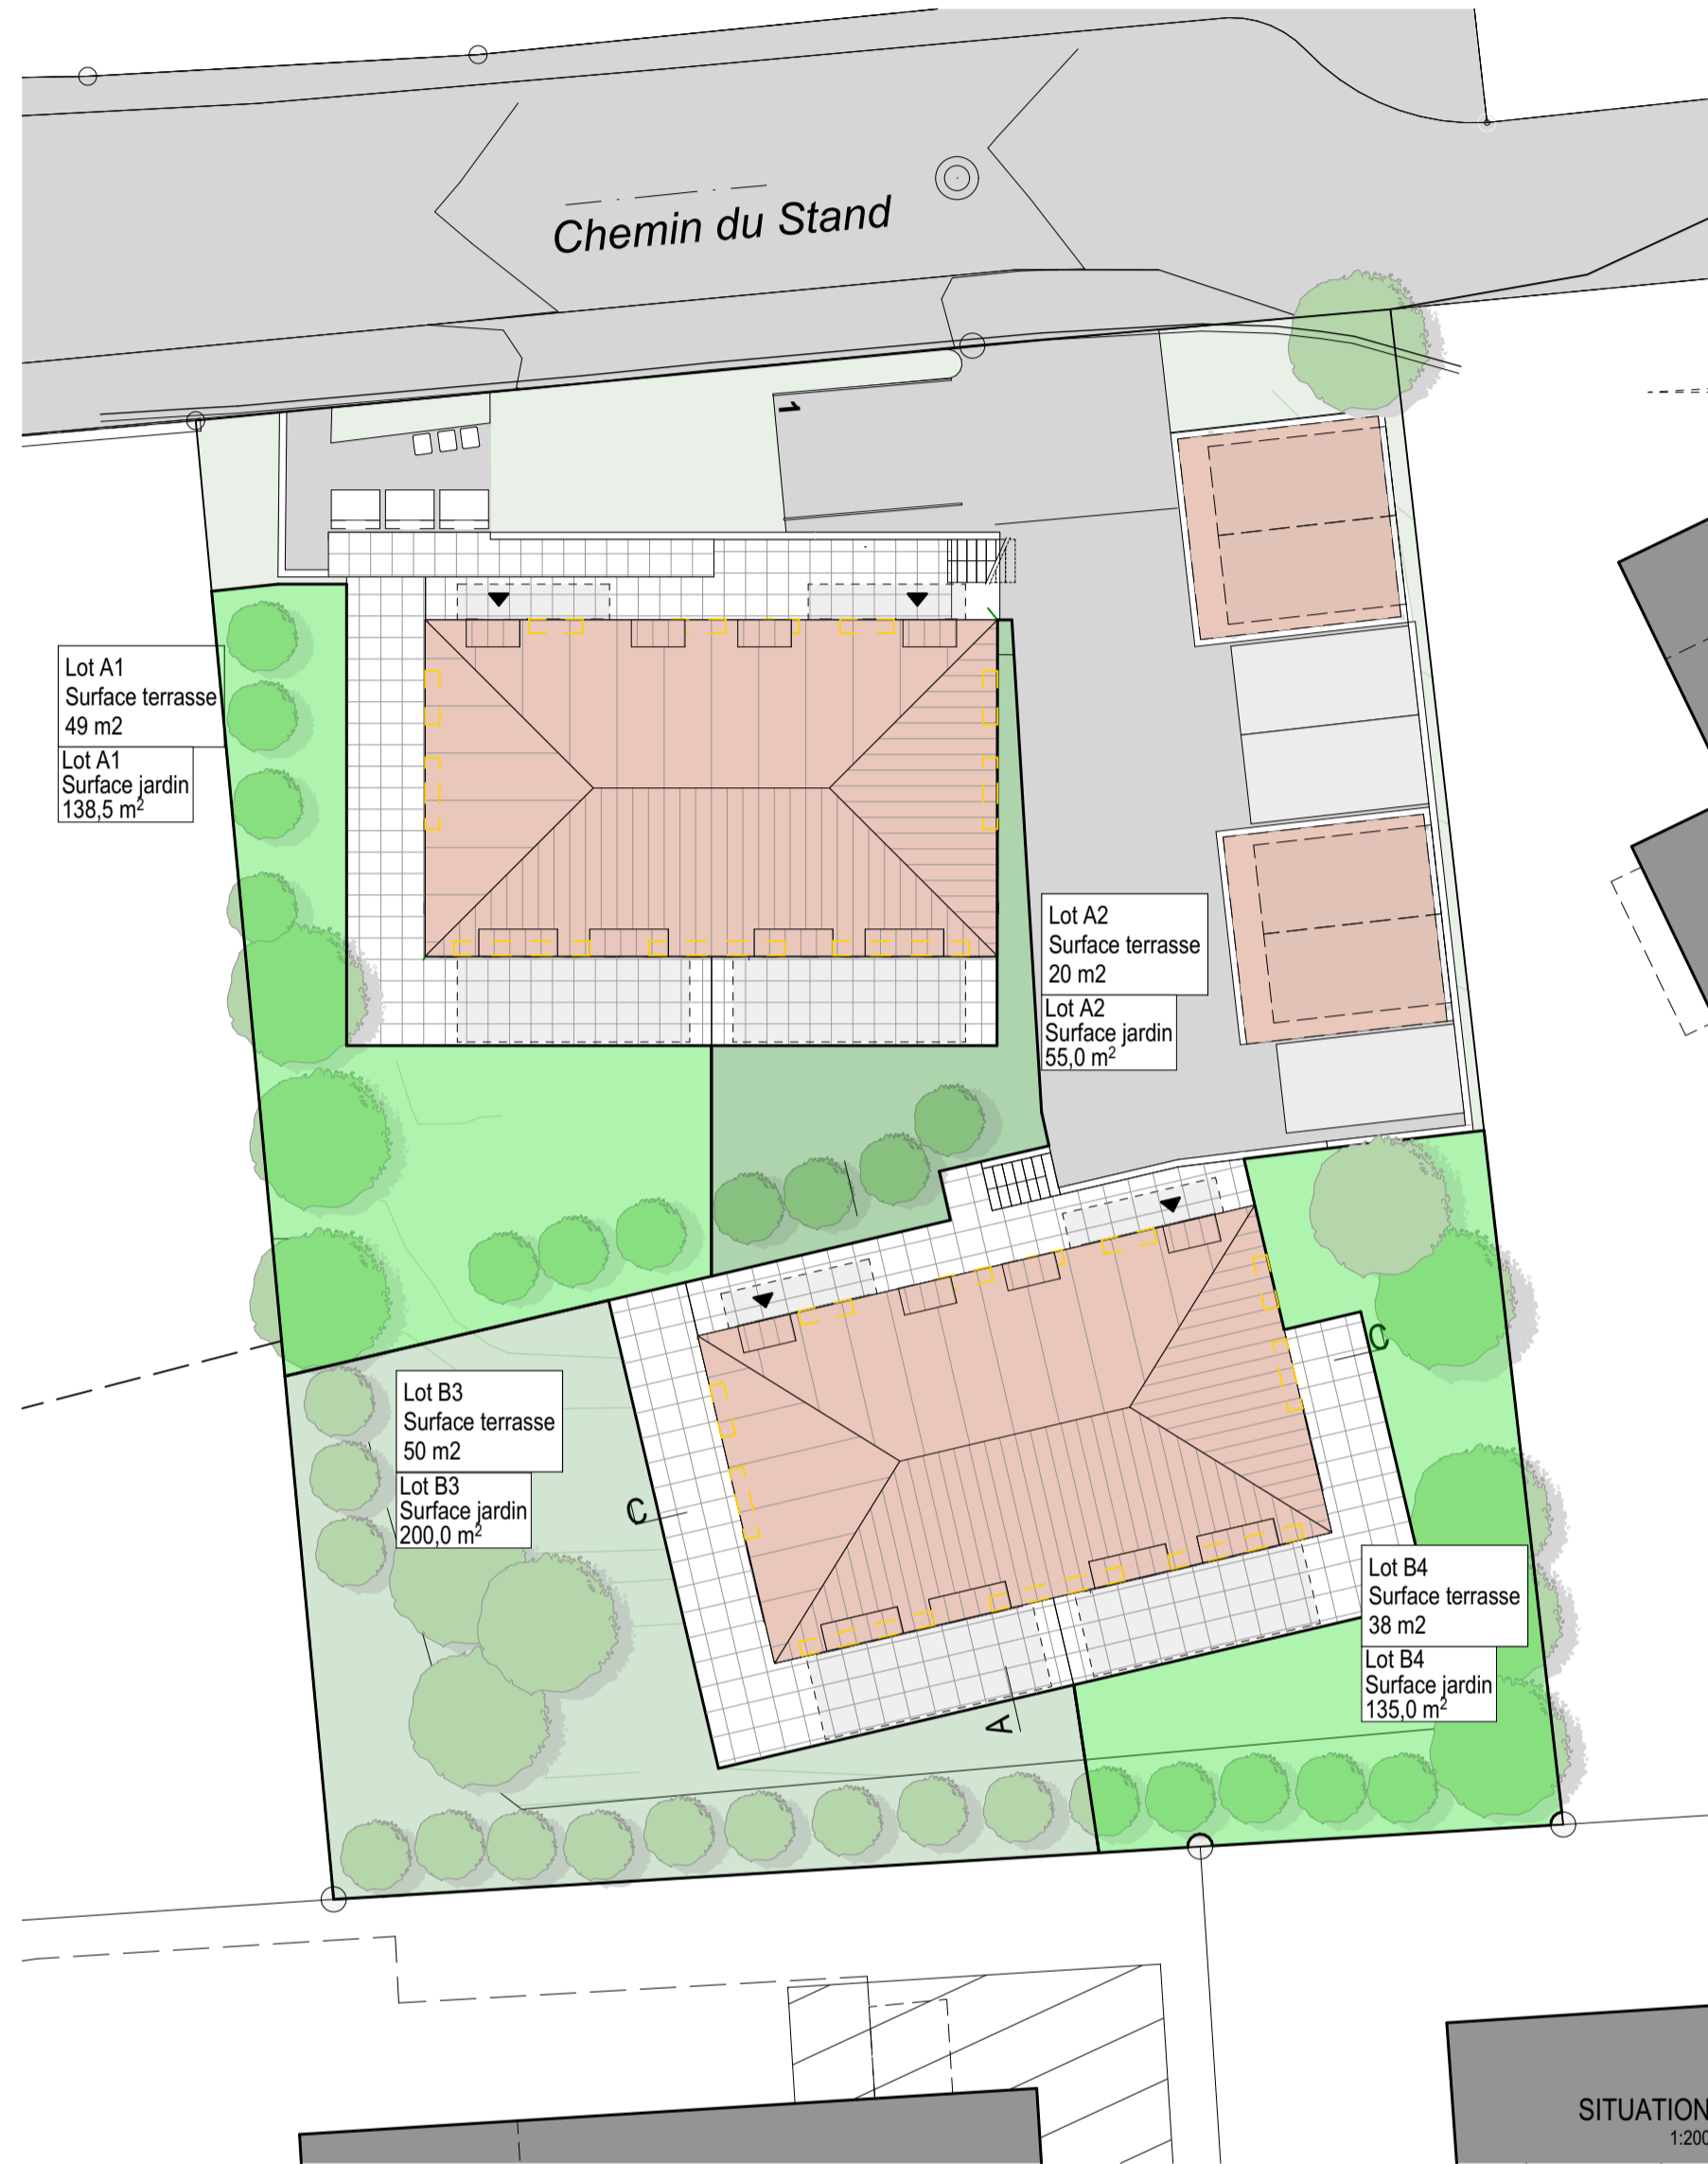 Chemin du Stand
1
Lot A1
Surface terrasse
49 m2
Lot A1
Surface jardin
138,5 m²
Lot A2
Surface terrasse
20 m2
Lot A2
Surface jardin
55,0 m²
C
Lot B3
Surface terrasse
50 m2
Lot B3
Surface jardin
200,0 m²
C
Lot B4
Surface terrasse
38 m2
Lot B4
Surface jardin
135,0 m²
A
SITUATION
1:200